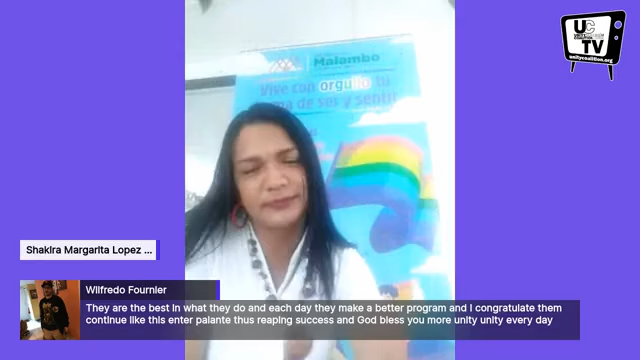 UC
UNITY COALITION
TV
unitycoalition.org
Malambo
Vive con orgullo tu
de ser y sentir
Shakira Margarita Lopez ...
Wilfredo Fournier
They are the best in what they do and each day they make a better program and I congratulate them
continue like this enter palante thus reaping success and God bless you more unity unity every day